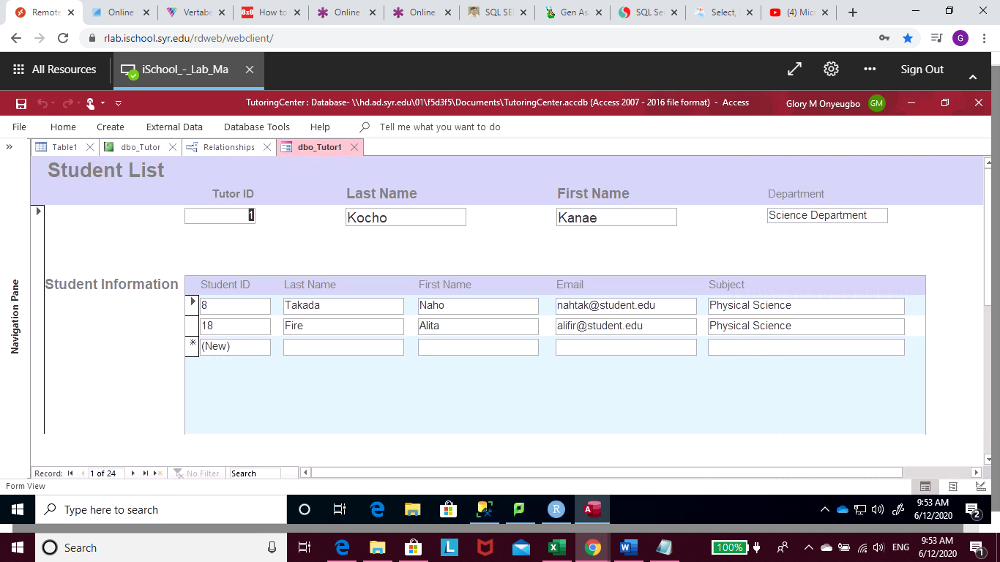 Remote Online Vertabe How to Online Online SQL SE Gen As SQL Se Select, (4) Mic
rlab.ischool.syr.edu/rdweb/webclient/ G
All Resources iSchool_-_Lab_Ma Sign Out
TutoringCenter : Database- \\hd.ad.syr.edu\01\f5d3f5\Documents\TutoringCenter.accdb (Access 2007 - 2016 file format) - Access Glory M Onyeugbo GM
File Home Create External Data Database Tools Help Tell me what you want to do
Table1 dbo_Tutor Relationships dbo_Tutor1
Student List
Tutor ID Last Name First Name Department
1 Kocho Kanae Science Department
Student Information Student ID Last Name First Name Email Subject
8 Takada Naho nahtak@student.edu Physical Science
18 Fire Alita alifir@student.edu Physical Science
(New)
Navigation Pane
Record: 1 of 24 No Filter Search
Form View
Type here to search 9:53 AM
6/12/2020 2
Search 100% ENG 9:53 AM
6/12/2020 1